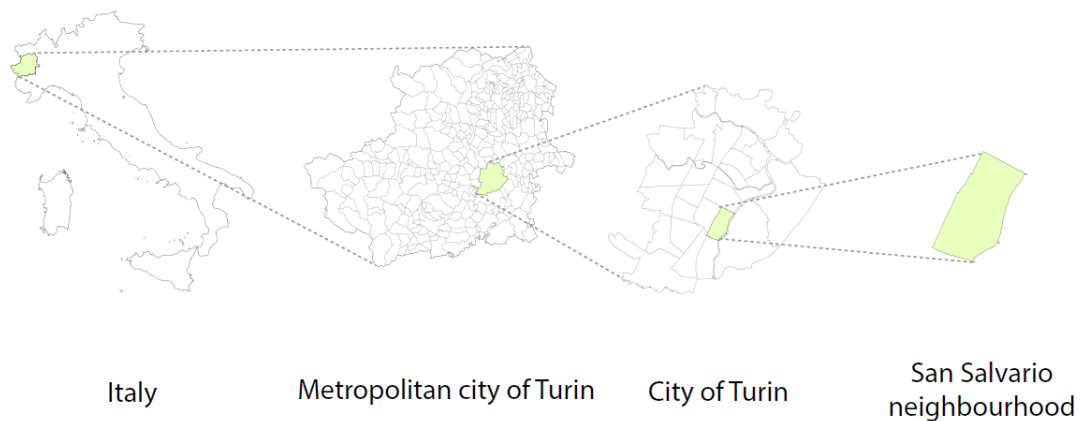 Italy
Metropolitan city of Turin
City of Turin
San Salvario
neighbourhood